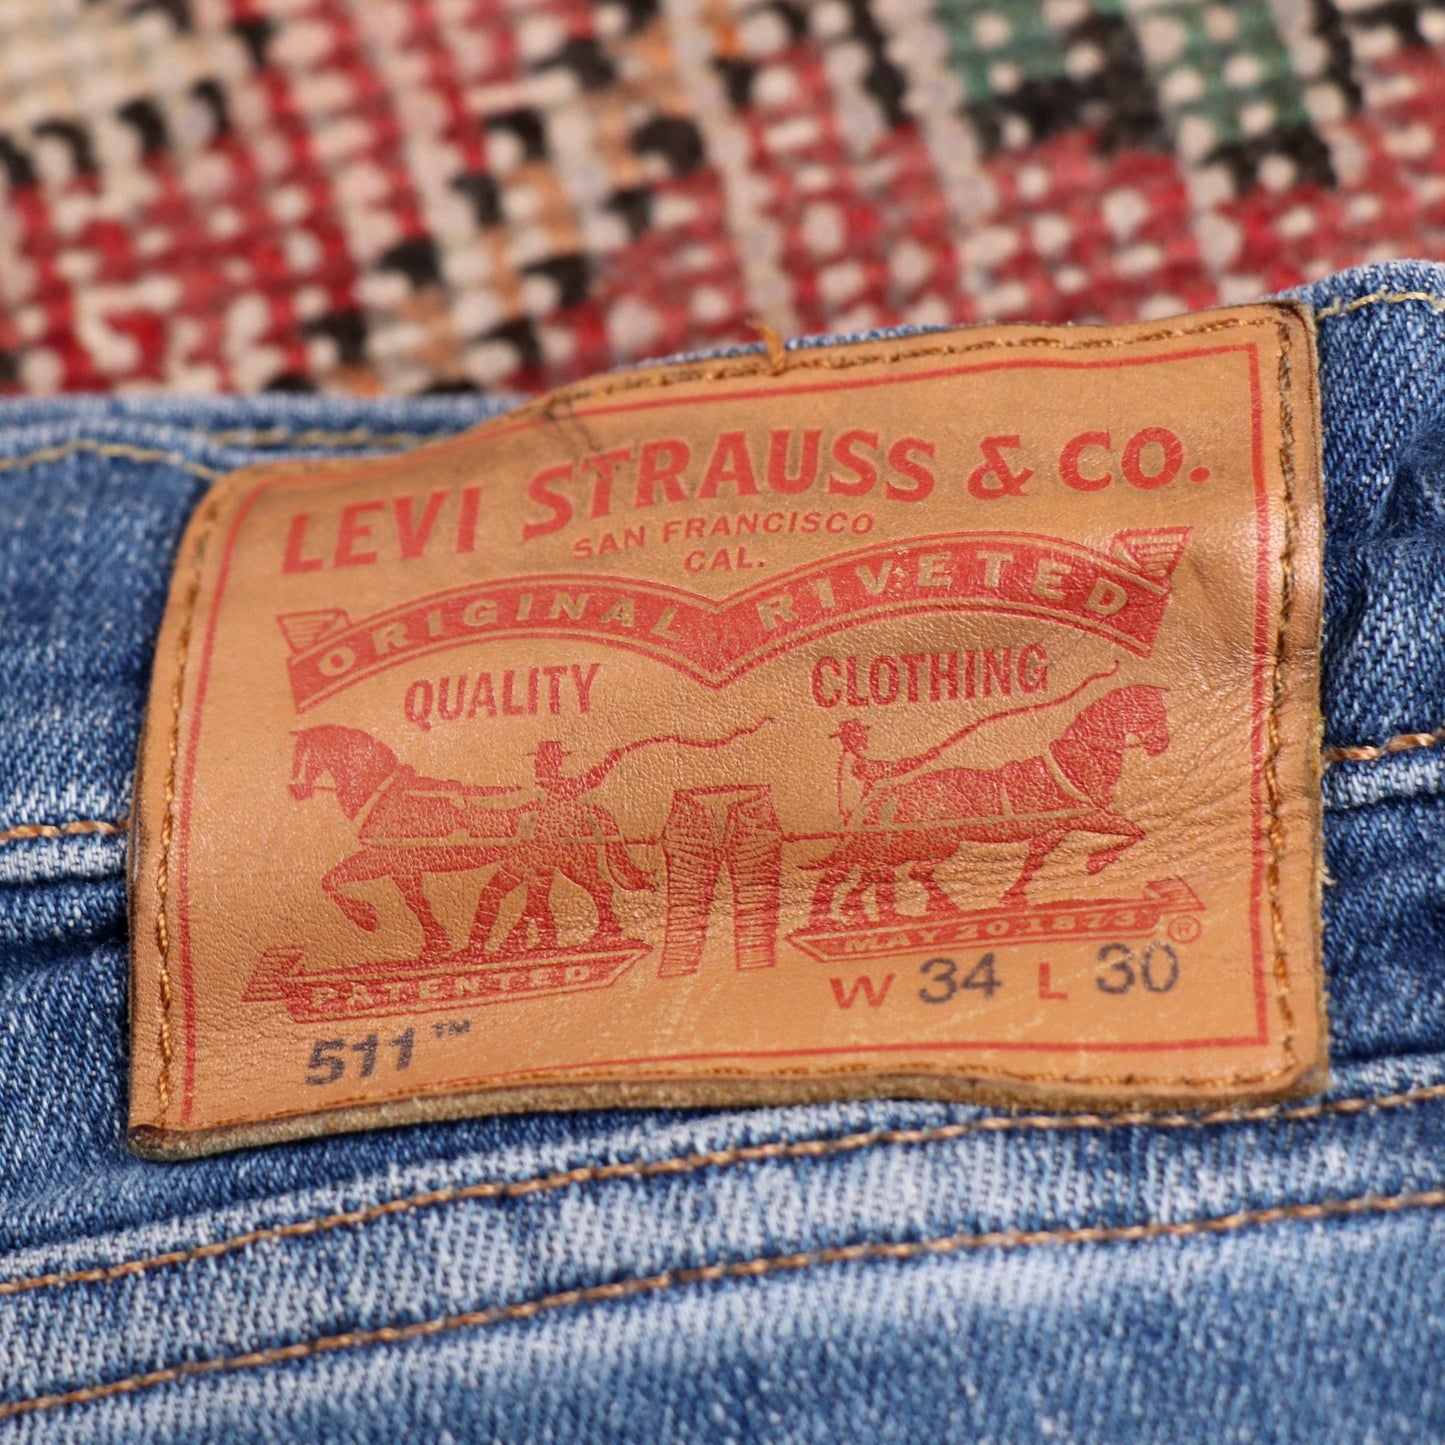 LEVI STRAUSS & CO.
SAN FRANCISCO
CAL.
ORIGINAL RIVETED
QUALITY CLOTHING
PATENTED
MAY 20.1873
®
W 34 L 30
511™